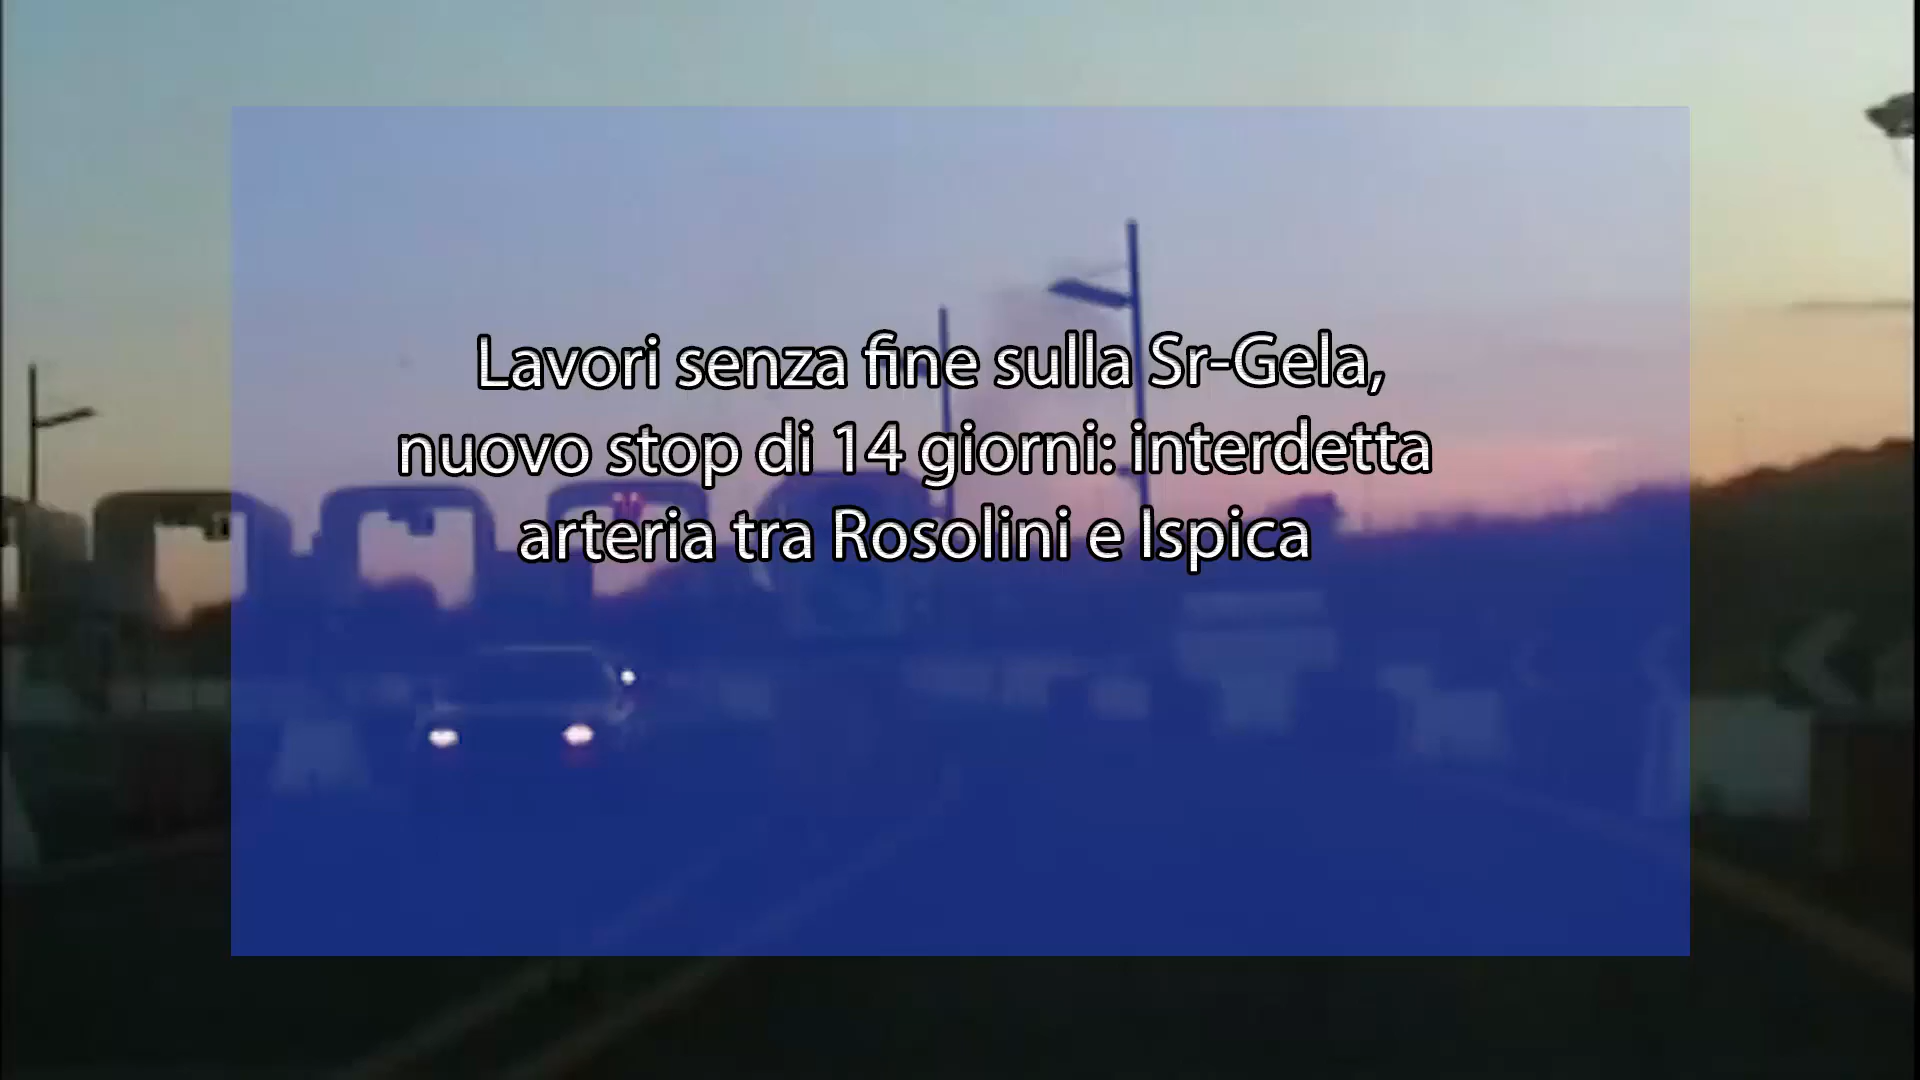 Lavori senza fine sulla Sr-Gela,
nuovo stop di 14 giorni: interdetta
arteria tra Rosolini e Ispica